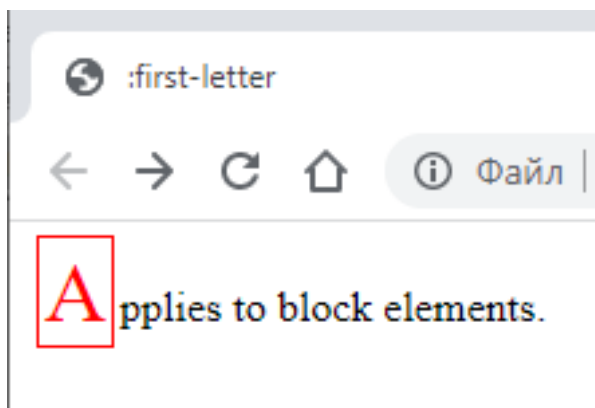 :first-letter
Файл
Applies to block elements.